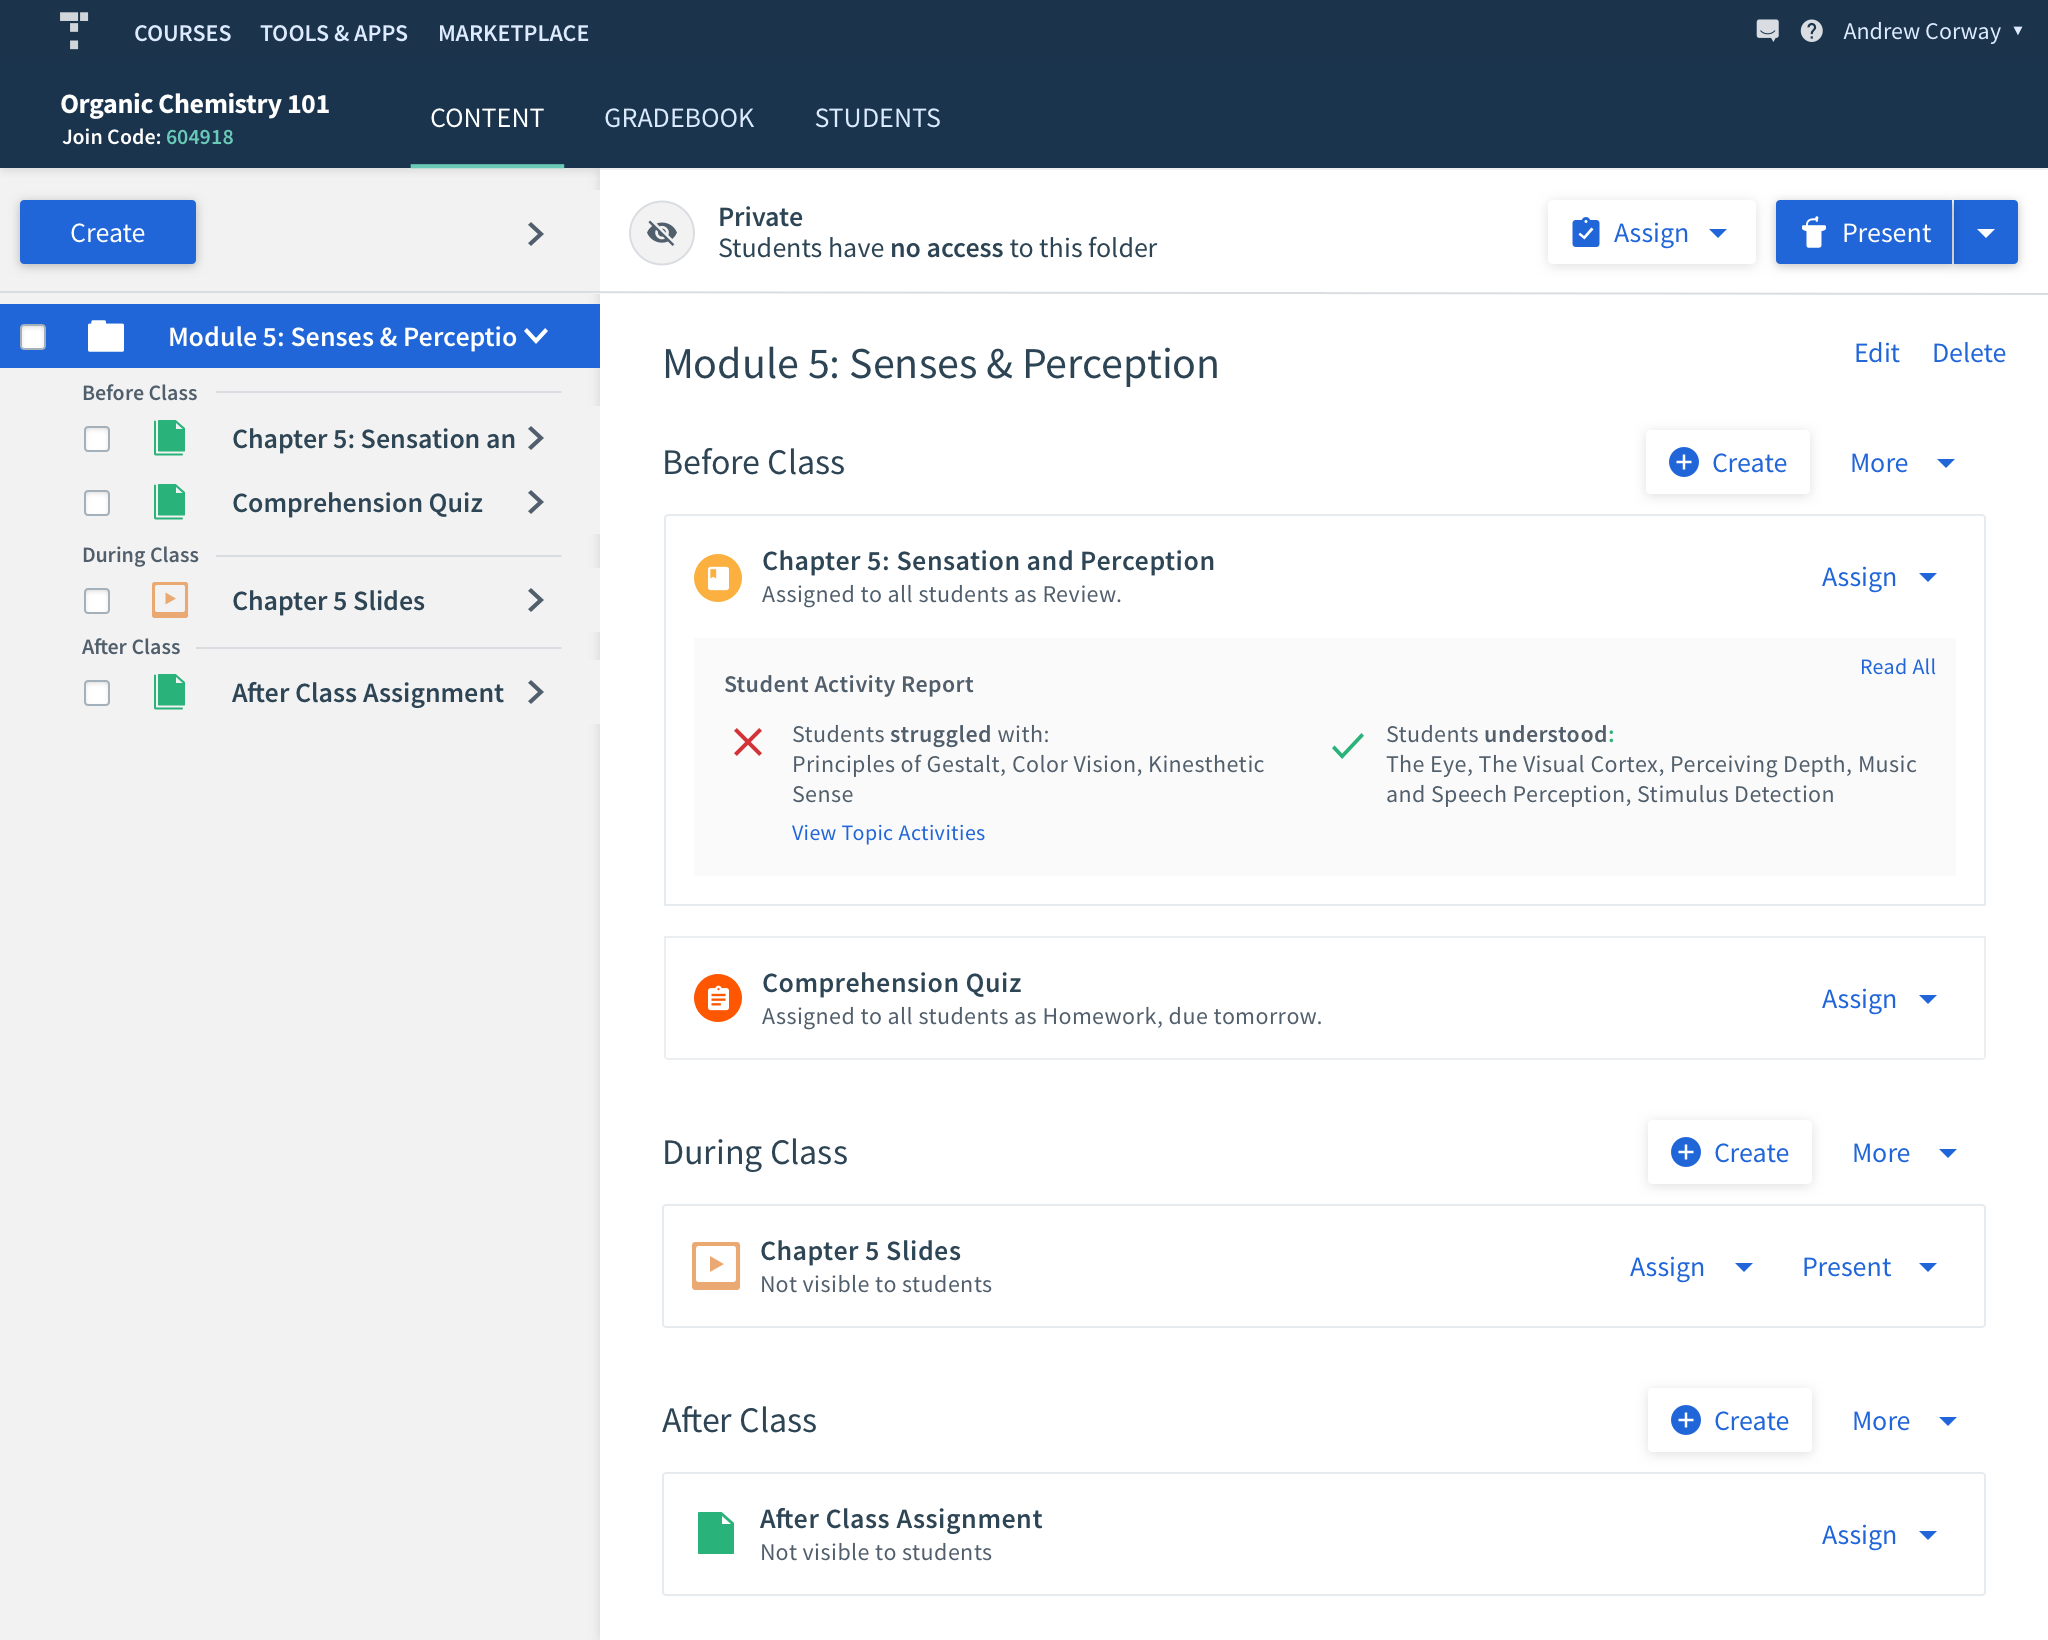 COURSES TOOLS & APPS MARKETPLACE
Andrew Corway
Organic Chemistry 101
Join Code: 604918
CONTENT GRADEBOOK STUDENTS
Create
Private
Students have no access to this folder
Assign
Present
Module 5: Senses & Perceptio
Before Class
Chapter 5: Sensation an
Comprehension Quiz
During Class
Chapter 5 Slides
After Class
After Class Assignment
Module 5: Senses & Perception
Edit Delete
Before Class
Create More
Chapter 5: Sensation and Perception
Assigned to all students as Review.
Assign
Read All
Student Activity Report
Students struggled with:
Principles of Gestalt, Color Vision, Kinesthetic
Sense
View Topic Activities
Students understood:
The Eye, The Visual Cortex, Perceiving Depth, Music
and Speech Perception, Stimulus Detection
Comprehension Quiz
Assigned to all students as Homework, due tomorrow.
Assign
During Class
Create More
Chapter 5 Slides
Not visible to students
Assign Present
After Class
Create More
After Class Assignment
Not visible to students
Assign